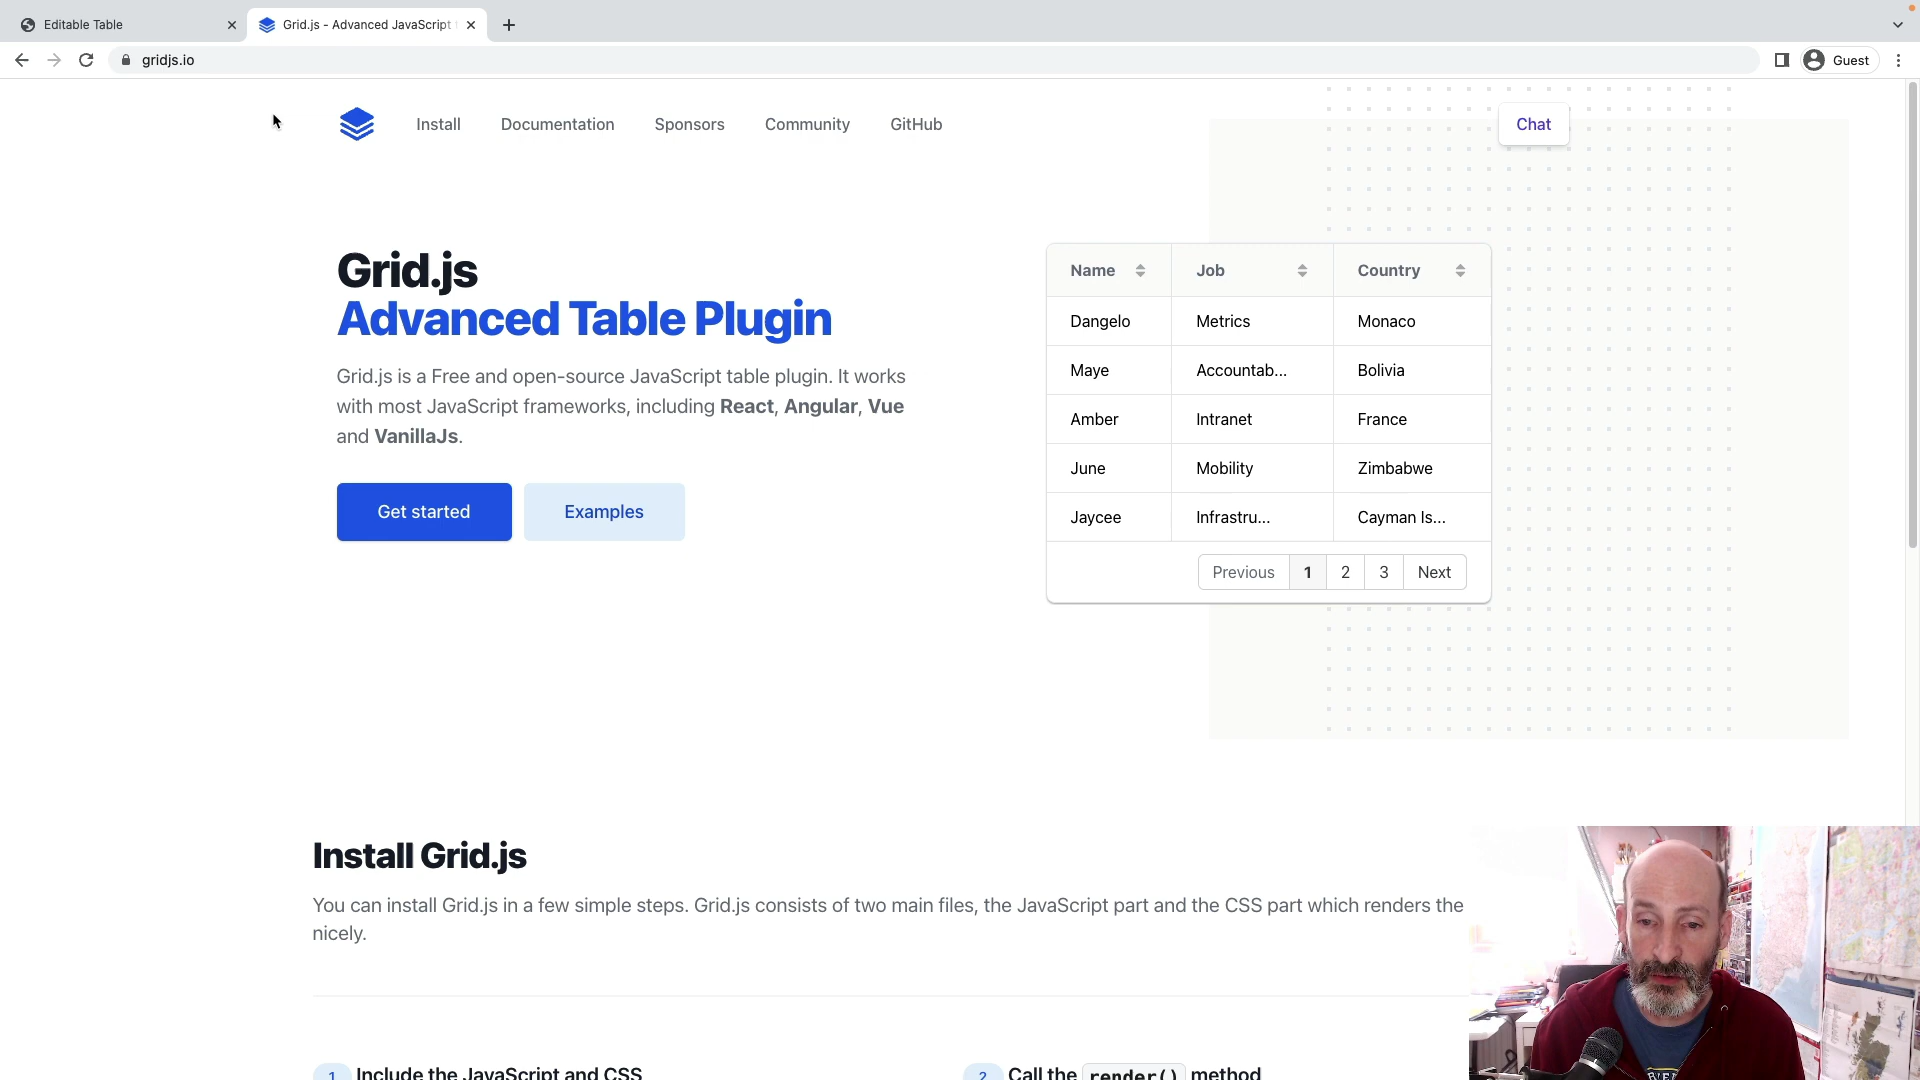 Editable Table
Grid.js - Advanced JavaScript
gridjs.io
Guest
Install
Documentation
Sponsors
Community
GitHub
Chat
Grid.js
Advanced Table Plugin
Grid.js is a Free and open-source JavaScript table plugin. It works
with most JavaScript frameworks, including React, Angular, Vue
and VanillaJs.
Get started
Examples
Name Job Country
Dangelo Metrics Monaco
Maye Accountab... Bolivia
Amber Intranet France
June Mobility Zimbabwe
Jaycee Infrastru... Cayman Is...
Previous 1 2 3 Next
Install Grid.js
You can install Grid.js in a few simple steps. Grid.js consists of two main files, the JavaScript part and the CSS part which renders the
nicely.
1 Include the JavaScript and CSS
2 Call the render() method